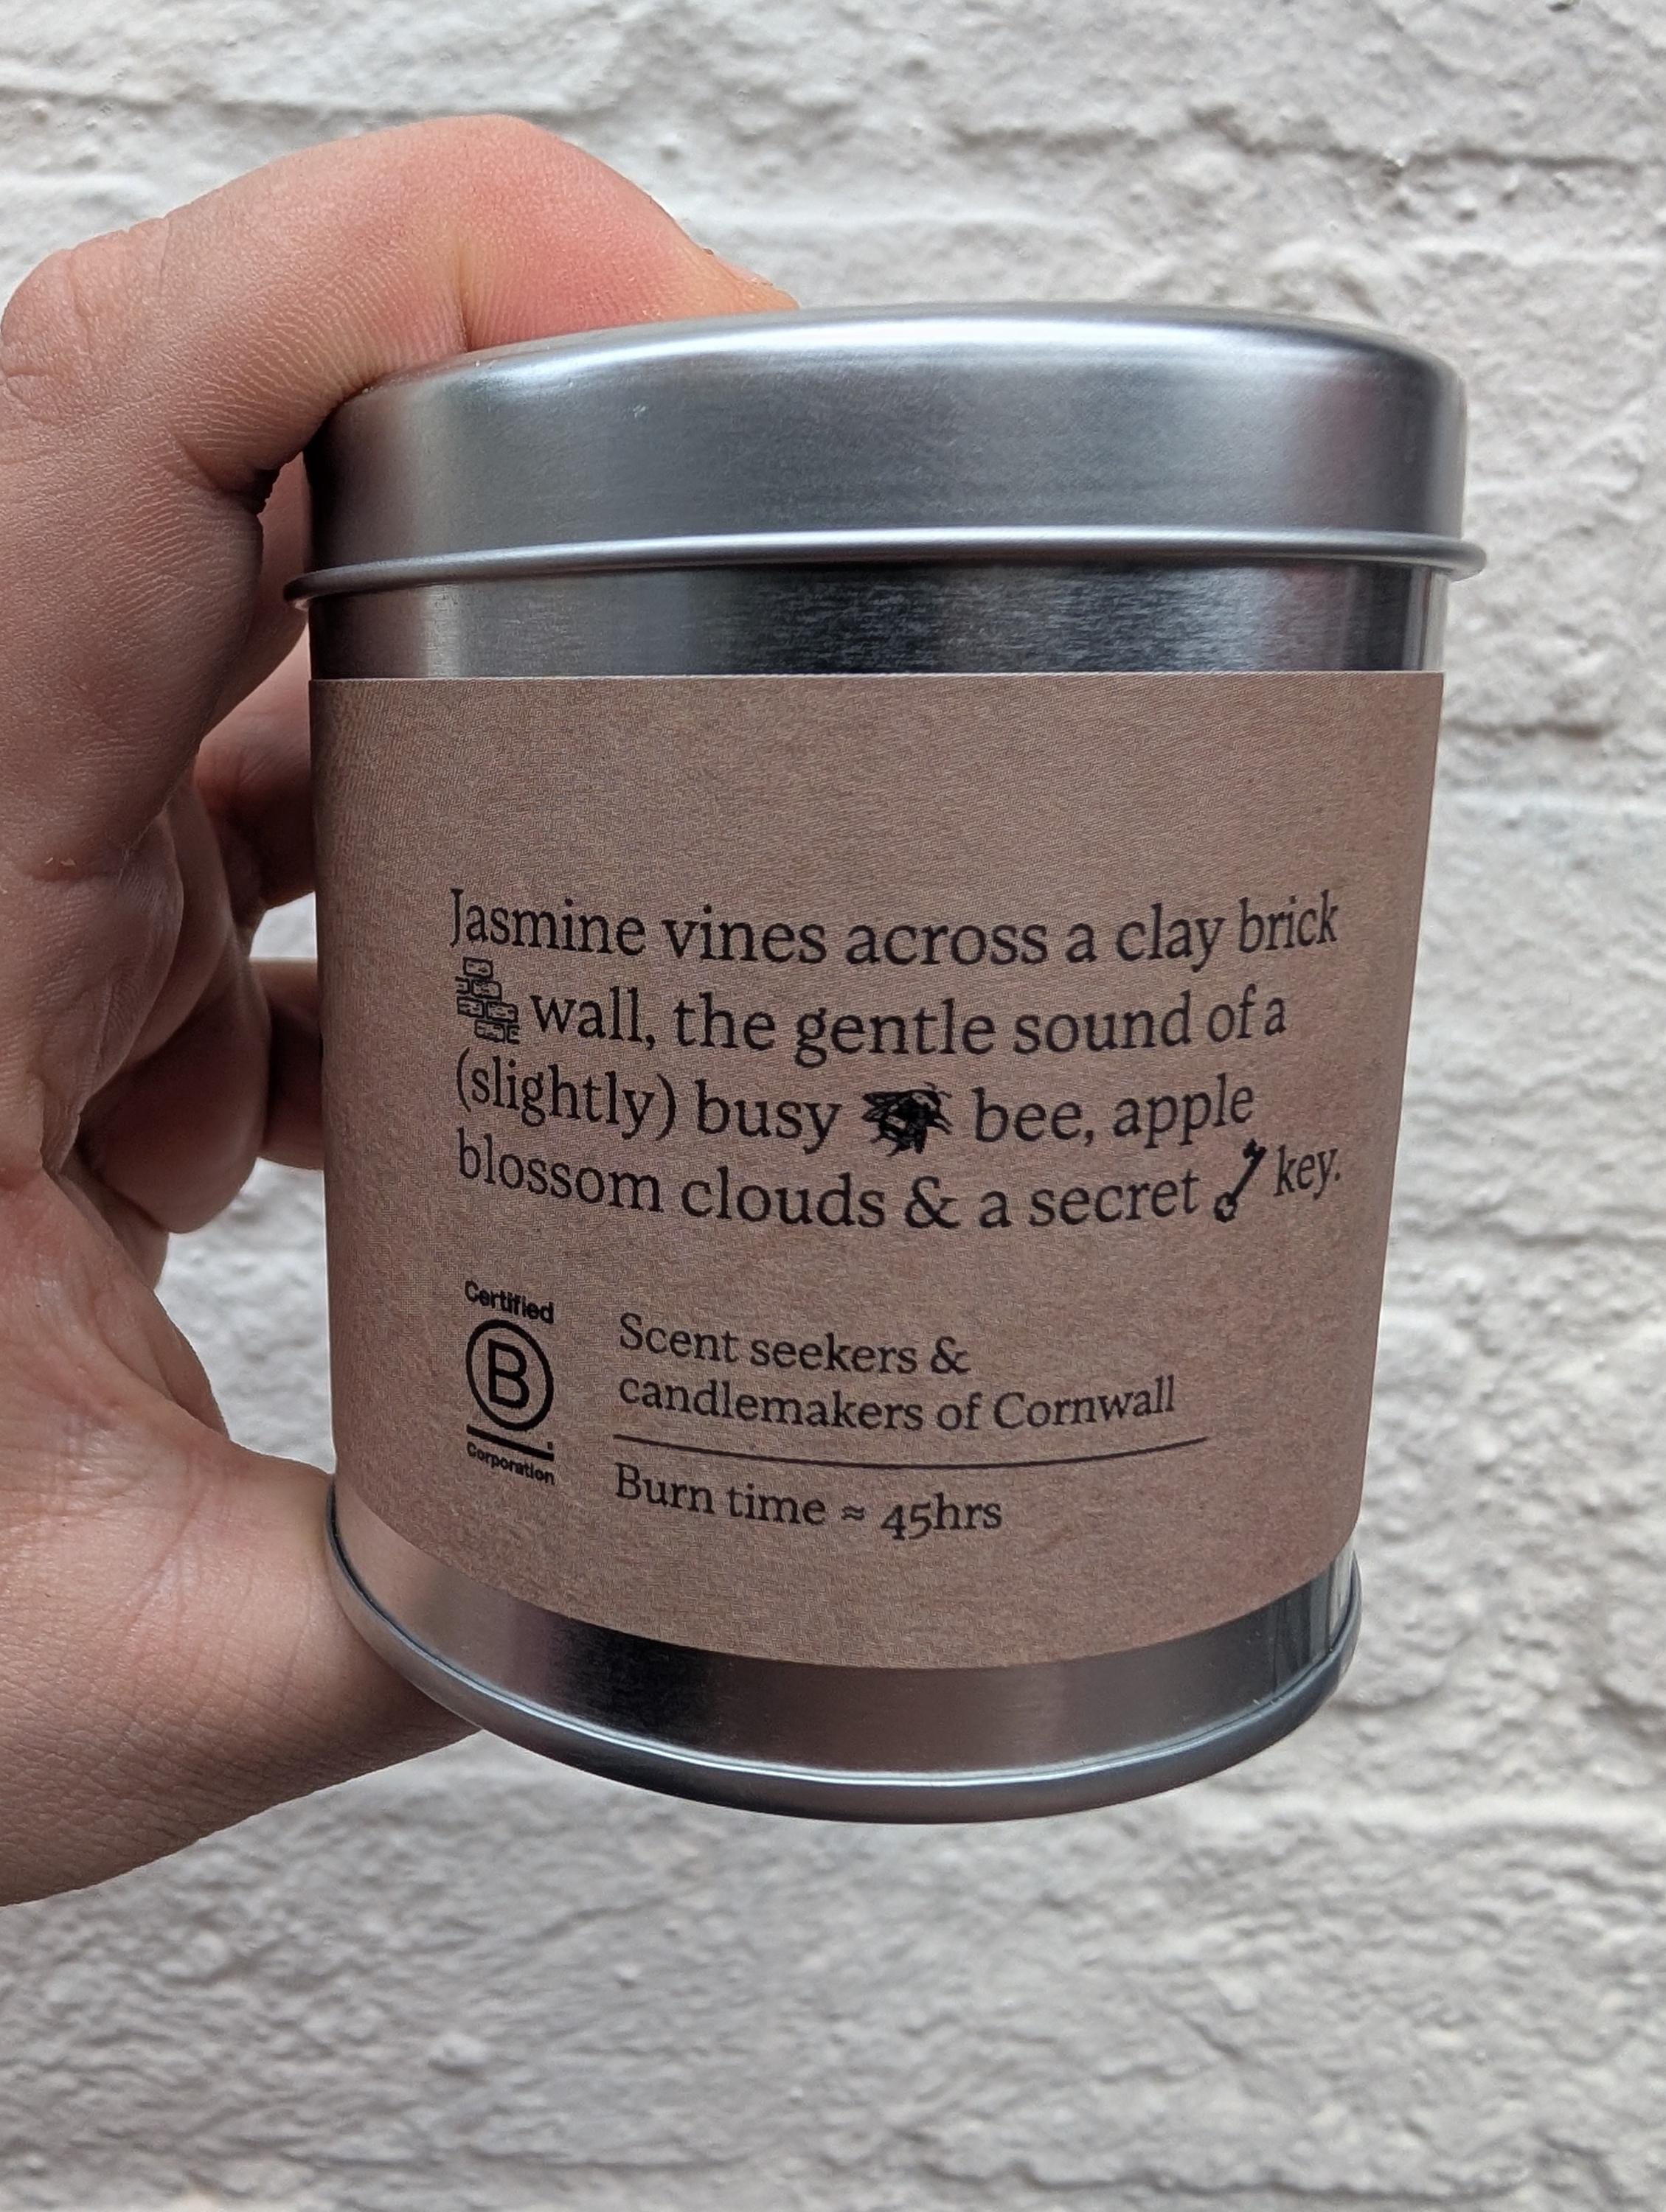 Jasmine vines across a clay brick
wall, the gentle sound of a
(slightly) busy bee, apple
blossom clouds & a secret key.
Certified
B
Corporation
Scent seekers &
candlemakers of Cornwall
Burn time ≈ 45hrs